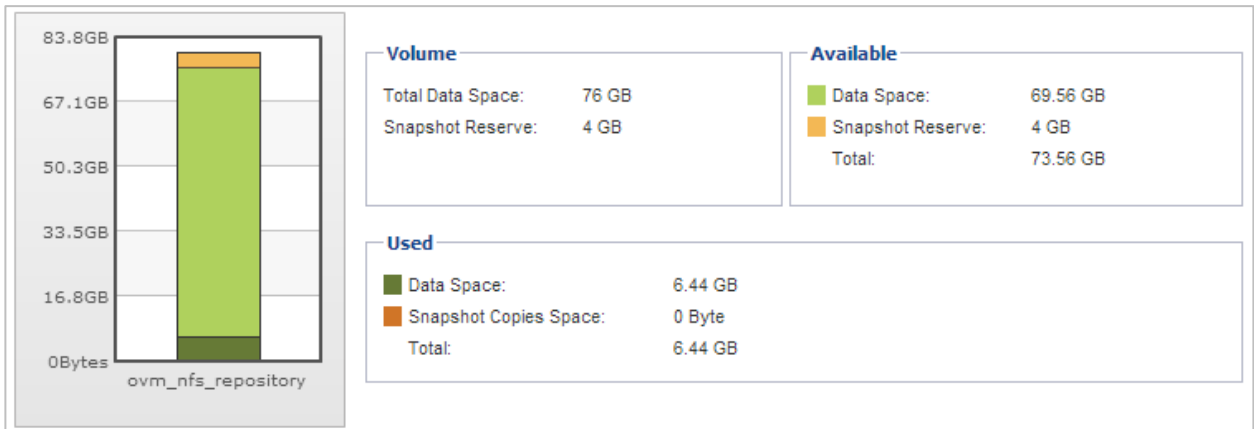 83.8GB
67.1GB
50.3GB
33.5GB
16.8GB
0Bytes
ovm_nfs_repository
Volume
Total Data Space: 76 GB
Snapshot Reserve: 4 GB
Available
Data Space: 69.56 GB
Snapshot Reserve: 4 GB
Total: 73.56 GB
Used
Data Space: 6.44 GB
Snapshot Copies Space: 0 Byte
Total: 6.44 GB